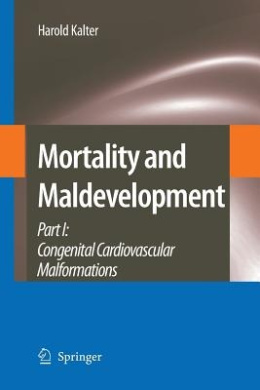 Harold Kalter
Mortality and
Maldevelopment
Part I:
Congenital Cardiovascular
Malformations
Springer